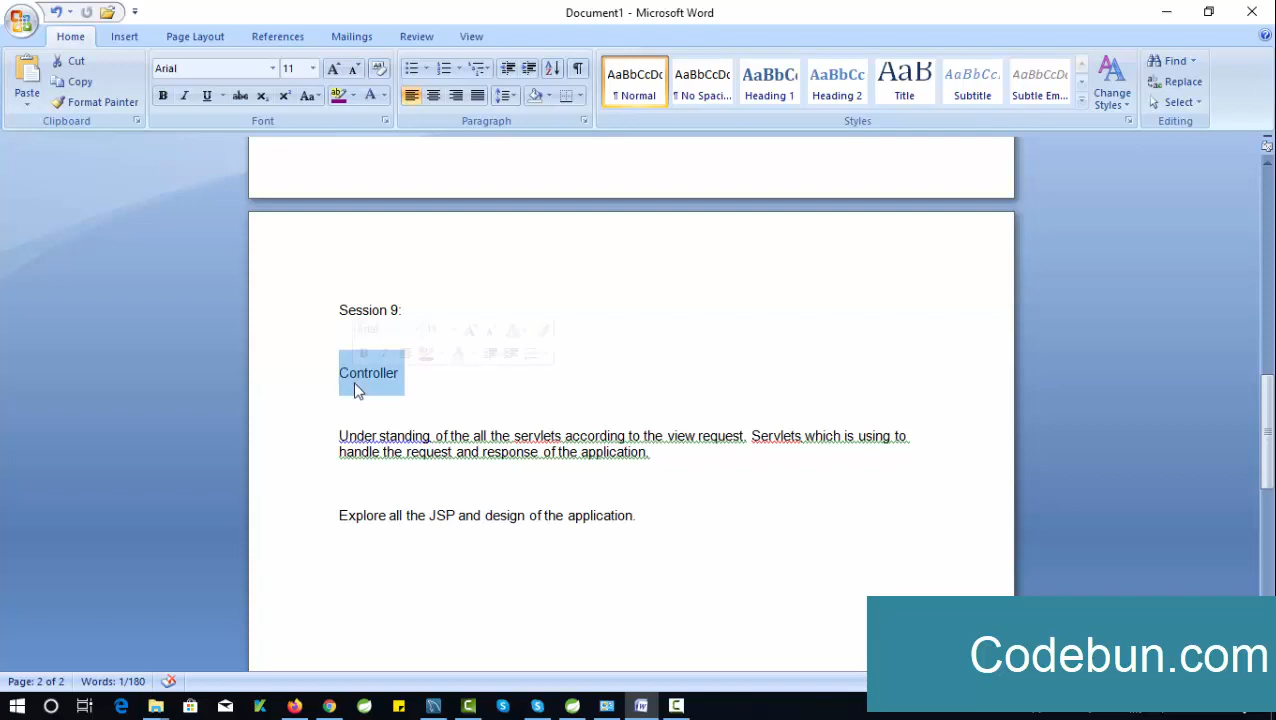 Document1 - Microsoft Word
Home Insert Page Layout References Mailings Review View
Paste
Cut
Copy
Format Painter
Clipboard
Arial 11
Font
Paragraph
AaBbCcDc AaBbCcDc AaBbC AaBbCc AaB AaBbCc. AaBbCcDc
¶ Normal ¶ No Spaci... Heading 1 Heading 2 Title Subtitle Subtle Em...
Change Styles
Styles
Find
Replace
Select
Editing
Session 9:
Controller
Under standing of the all the servlets according to the view request. Servlets which is using to
handle the request and response of the application.
Explore all the JSP and design of the application.
Codebun.com
Page: 2 of 2 Words: 1/180